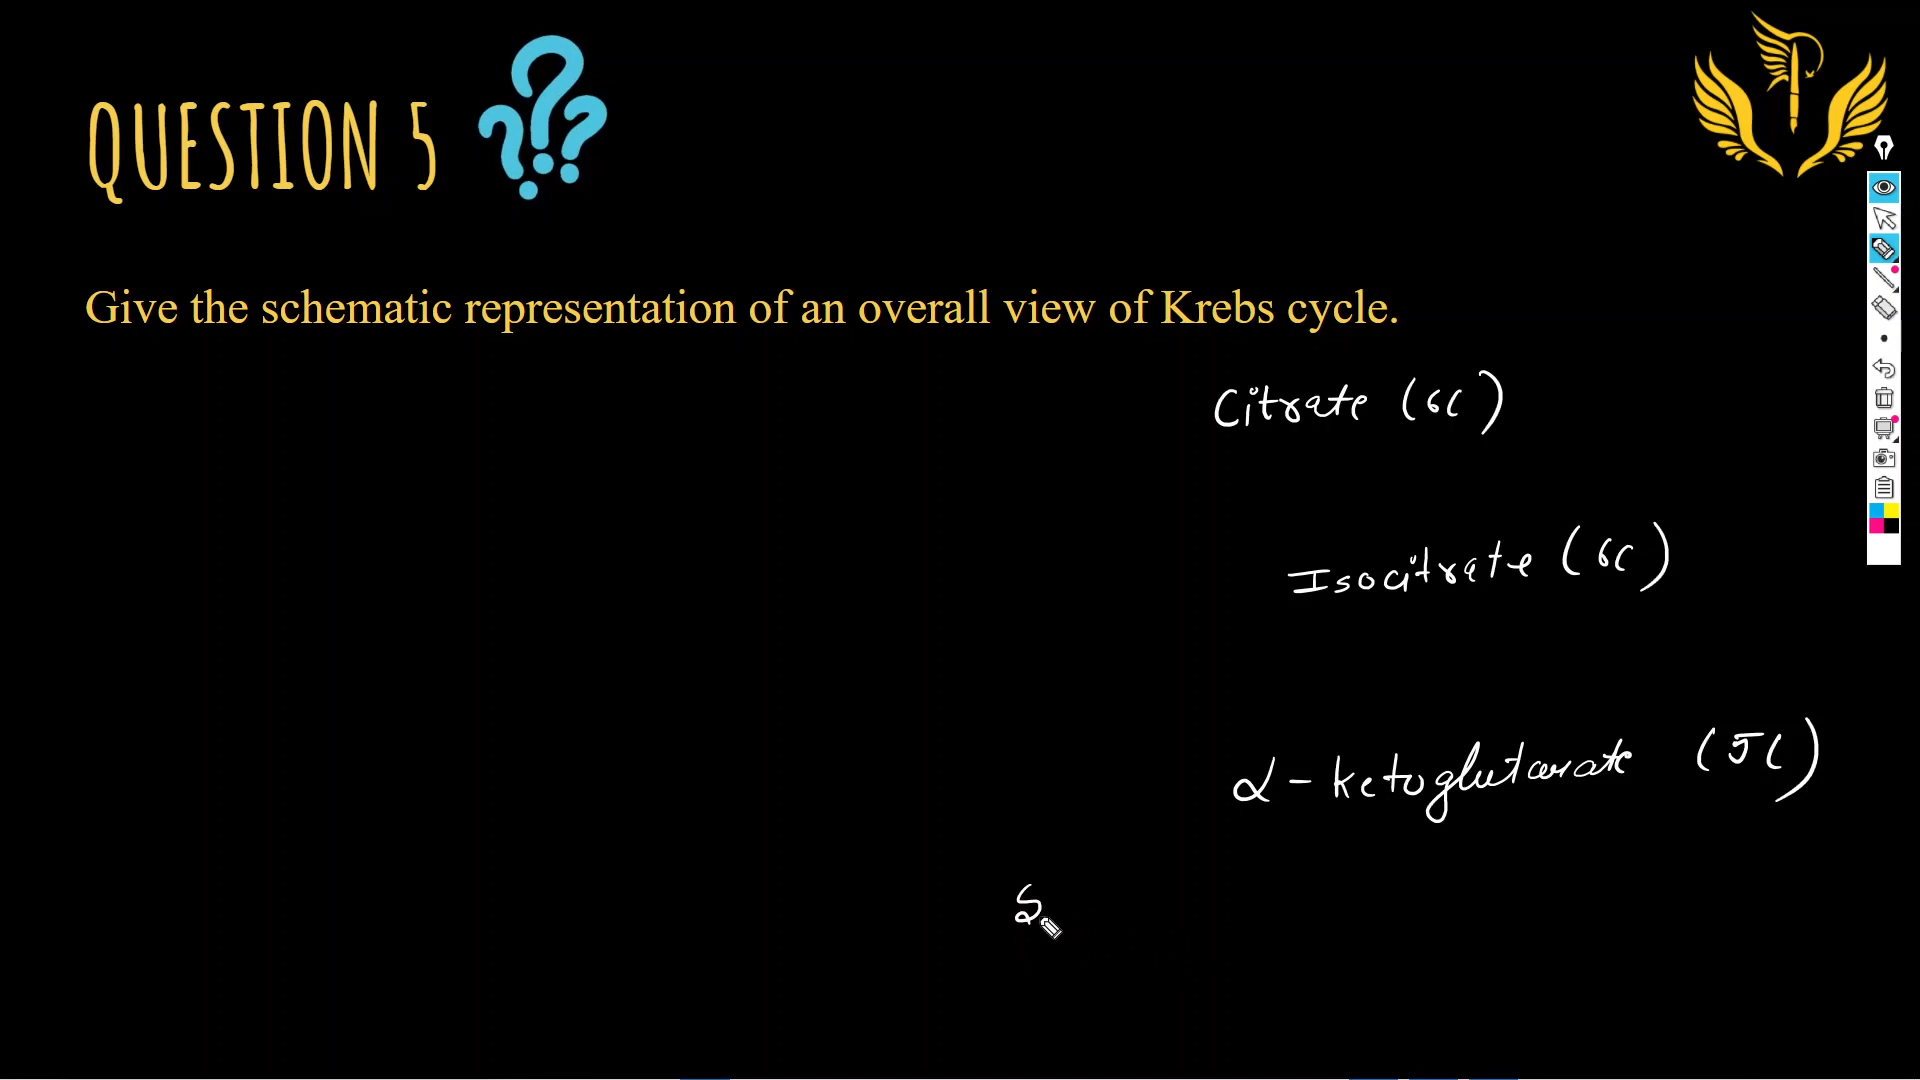 QUESTION 5
Give the schematic representation of an overall view of Krebs cycle.
Citrate (6C)
Isocitrate (6C)
α-ketoglutarate (5C)
S